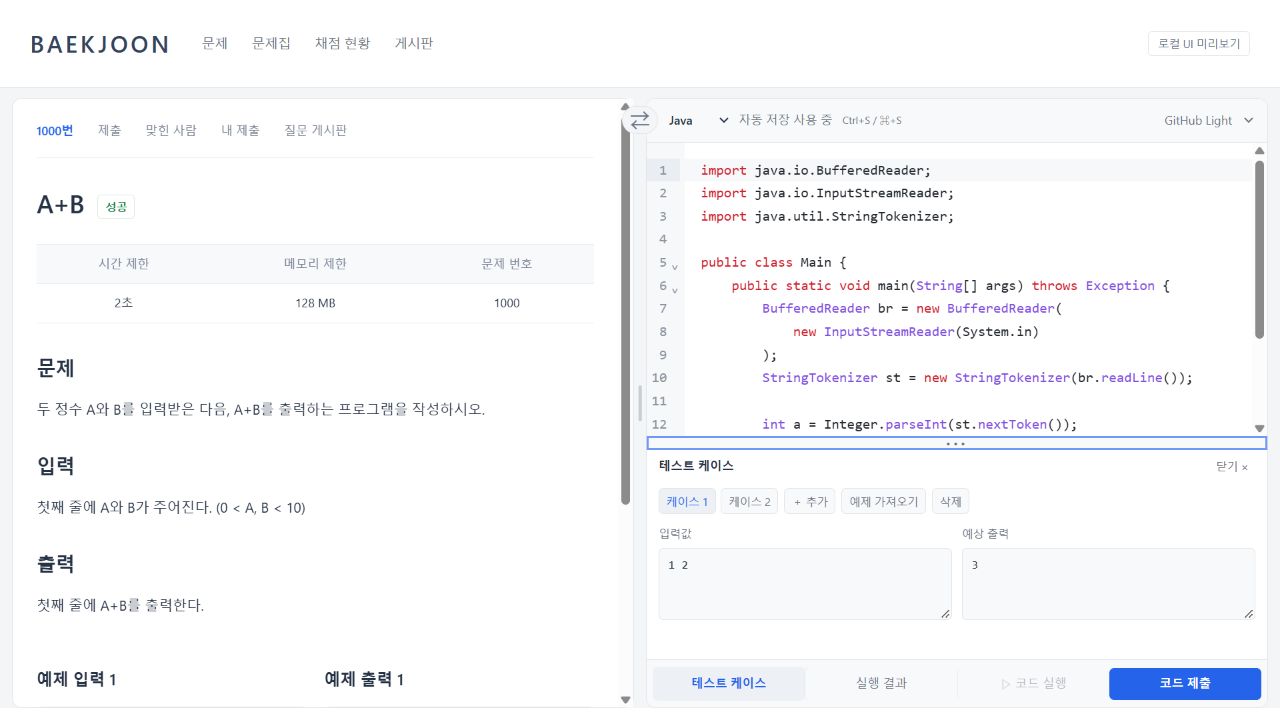 BAEKJOON 문제 문제집 채점 현황 게시판 로컬 UI 미리보기
1000번 제출 맞힌 사람 내 제출 질문 게시판
A+B 성공
시간 제한 메모리 제한 문제 번호
2초 128 MB 1000
문제
두 정수 A와 B를 입력받은 다음, A+B를 출력하는 프로그램을 작성하시오.
입력
첫째 줄에 A와 B가 주어진다. (0 < A, B < 10)
출력
첫째 줄에 A+B를 출력한다.
예제 입력 1 예제 출력 1
Java 자동 저장 사용 중 Ctrl+S / ⌘+S GitHub Light
1 import java.io.BufferedReader;
2 import java.io.InputStreamReader;
3 import java.util.StringTokenizer;
4
5 public class Main {
6 public static void main(String[] args) throws Exception {
7 BufferedReader br = new BufferedReader(
8 new InputStreamReader(System.in)
9 );
10 StringTokenizer st = new StringTokenizer(br.readLine());
11
12 int a = Integer.parseInt(st.nextToken());
테스트 케이스 닫기 ×
케이스 1 케이스 2 + 추가 예제 가져오기 삭제
입력값 예상 출력
1 2 3
테스트 케이스 실행 결과 ▷ 코드 실행 코드 제출